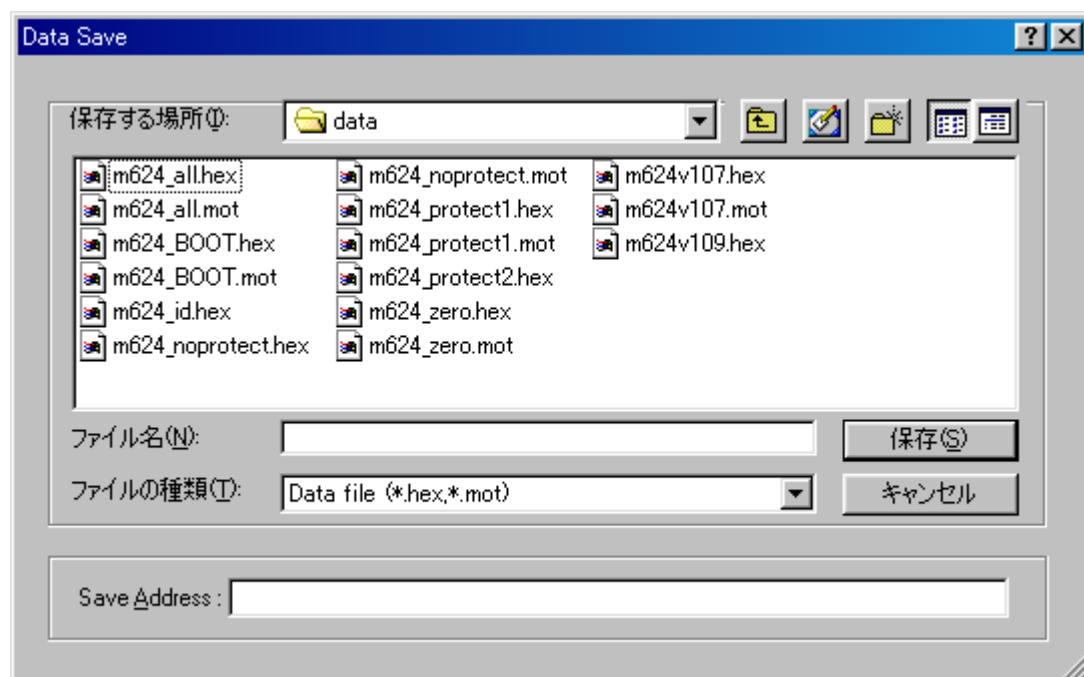 Data Save
保存する場所(I):
data
m624_all.hex
m624_all.mot
m624_BOOT.hex
m624_BOOT.mot
m624_id.hex
m624_noprotect.hex
m624_noprotect.mot
m624_protect1.hex
m624_protect1.mot
m624_protect2.hex
m624_zero.hex
m624_zero.mot
m624v107.hex
m624v107.mot
m624v109.hex
ファイル名(N):
保存(S)
ファイルの種類(T):
Data file (*.hex,*.mot)
キャンセル
Save Address :